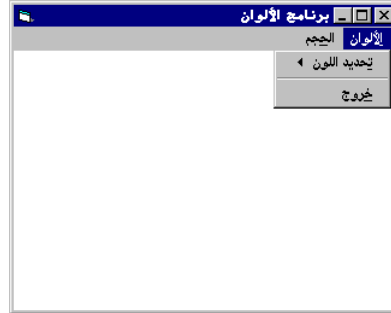 برنامج الألوان
الألوان الحجم
تحديد اللون
خروج